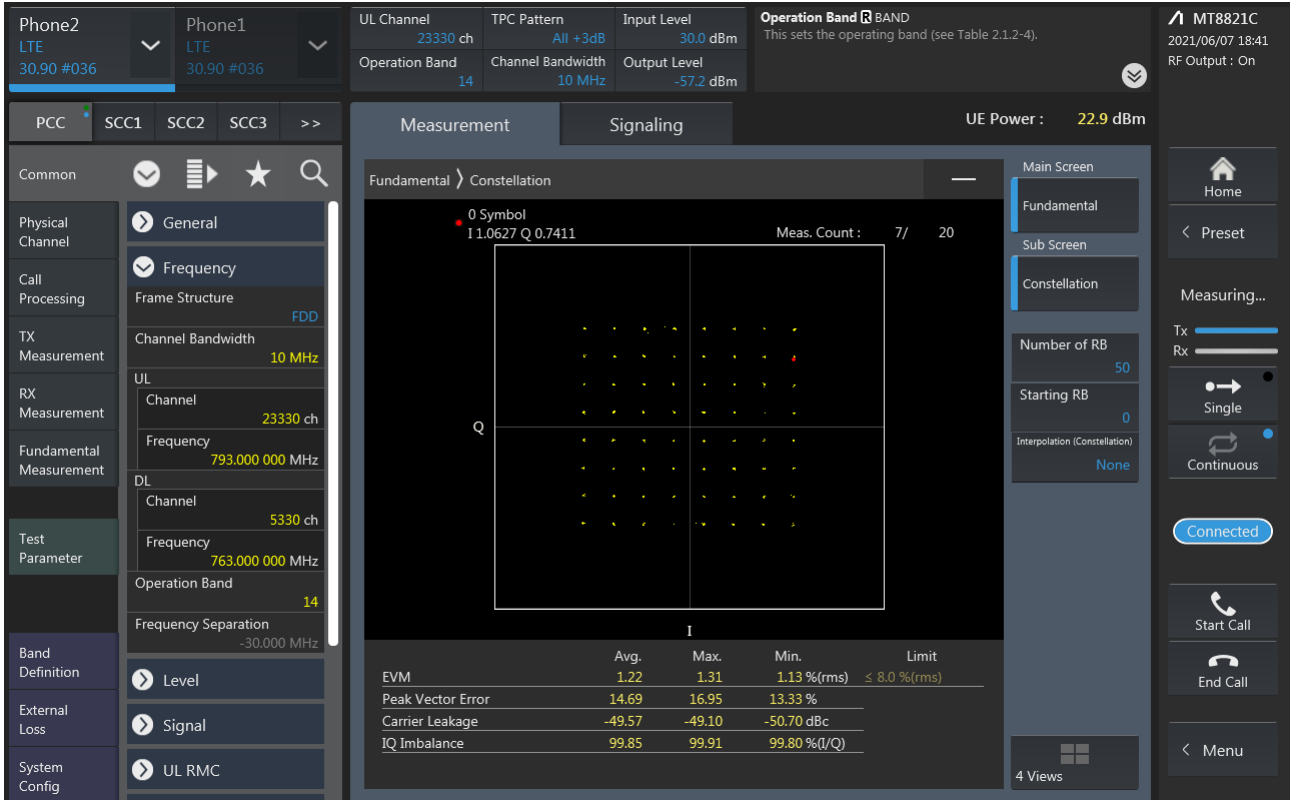 Phone2
LTE
30.90 #036
Phone1
LTE
30.90 #036
UL Channel
23330 ch
TPC Pattern
All +3dB
Input Level
30.0 dBm
Operation Band
14
Channel Bandwidth
10 MHz
Output Level
-57.2 dBm
Operation Band R BAND
This sets the operating band (see Table 2.1.2-4).
MT8821C
2021/06/07 18:41
RF Output : On
PCC
SCC1
SCC2
SCC3
>>
Measurement
Signaling
UE Power : 22.9 dBm
Common
Physical
Channel
Call
Processing
TX
Measurement
RX
Measurement
Fundamental
Measurement
Test
Parameter
Band
Definition
External
Loss
System
Config
General
Frequency
Frame Structure
FDD
Channel Bandwidth
10 MHz
UL
Channel
23330 ch
Frequency
793.000 000 MHz
DL
Channel
5330 ch
Frequency
763.000 000 MHz
Operation Band
14
Frequency Separation
-30.000 MHz
Level
Signal
UL RMC
Fundamental 〉 Constellation
0 Symbol
I 1.0627 Q 0.7411
Meas. Count : 7/ 20
Q
I
Avg. Max. Min. Limit
EVM 1.22 1.31 1.13 %(rms) ≤ 8.0 %(rms)
Peak Vector Error 14.69 16.95 13.33 %
Carrier Leakage -49.57 -49.10 -50.70 dBc
IQ Imbalance 99.85 99.91 99.80 %(I/Q)
Main Screen
Fundamental
Sub Screen
Constellation
Number of RB
50
Starting RB
0
Interpolation (Constellation)
None
4 Views
Home
< Preset
Measuring...
Tx
Rx
Single
Continuous
Connected
Start Call
End Call
< Menu